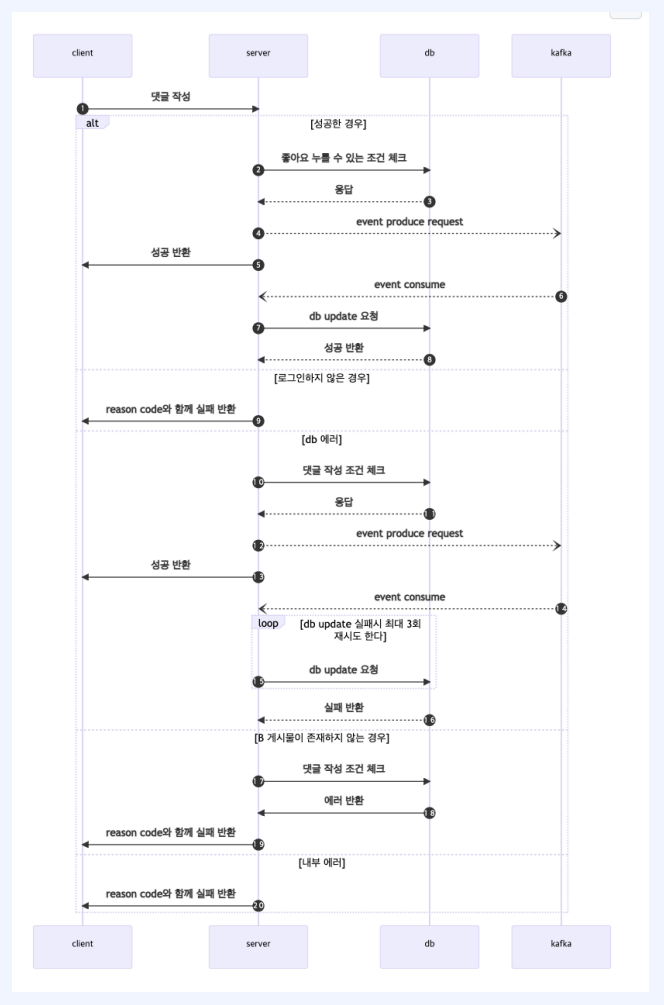 client server db kafka
1 댓글 작성
alt [성공한 경우]
2 좋아요 누를 수 있는 조건 체크
응답 3
4 event produce request
성공 반환 5
event consume 6
7 db update 요청
성공 반환 8
[로그인하지 않은 경우]
reason code와 함께 실패 반환 9
[db 에러]
10 댓글 작성 조건 체크
응답 11
12 event produce request
성공 반환 13
event consume 14
loop [db update 실패시 최대 3회
재시도 한다]
15 db update 요청
실패 반환 16
[B 게시물이 존재하지 않는 경우]
17 댓글 작성 조건 체크
에러 반환 18
reason code와 함께 실패 반환 19
[내부 에러]
reason code와 함께 실패 반환 20
client server db kafka